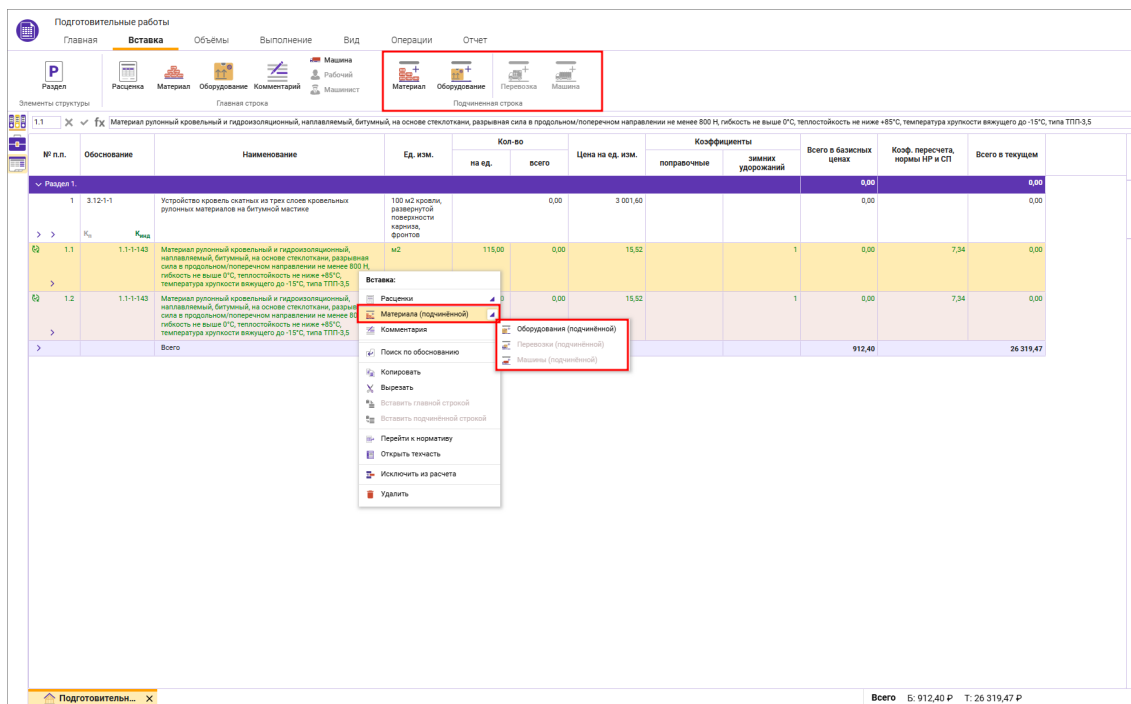 Подготовительные работы
Главная Вставка Объёмы Выполнение Вид Операции Отчет
Р
Раздел
Расценка
Материал
Оборудование
Комментарий
Машина
Рабочий
Машинист
Материал
Оборудование
Перевозка
Машина
Элементы структуры
Главная строка
Подчиненная строка
1.1 fx Материал рулонный кровельный и гидроизоляционный, наплавляемый, битумный, на основе стеклоткани, разрывная сила в продольном/поперечном направлении не менее 800 Н, гибкость не выше 0°С, теплостойкость не ниже +85°С, температура хрупкости вяжущего до -15°С, типа ТПП-3,5
№ п.п.
Обоснование
Наименование
Ед. изм.
Кол-во
на ед.
всего
Цена на ед. изм.
Коэффициенты
поправочные
зимних
удорожаний
Всего в базисных
ценах
Коэф. пересчета,
нормы НР и СП
Всего в текущем
Раздел 1. 0,00 0,00
1 3.12-1-1
Устройство кровель скатных из трех слоев кровельных
рулонных материалов на битумной мастике
100 м2 кровли,
развернутой
поверхности
карниза,
фронтов
0,00 3 001,60 0,00 0,00
Кп Кинд
1.1 1.1-1-143
Материал рулонный кровельный и гидроизоляционный,
наплавляемый, битумный, на основе стеклоткани, разрывная
сила в продольном/поперечном направлении не менее 800 Н,
гибкость не выше 0°С, теплостойкость не ниже +85°С,
температура хрупкости вяжущего до -15°С, типа ТПП-3,5
м2 115,00 0,00 15,52 1 0,00 7,34 0,00
1.2 1.1-1-143
Материал рулонный кровельный и гидроизоляционный,
наплавляемый, битумный, на основе стеклоткани, разры
сила в продольном/поперечном направлении не менее 80
гибкость не выше 0°С, теплостойкость не ниже +85°С,
температура хрупкости вяжущего до -15°С, типа ТПП-3,5
0 0,00 15,52 1 0,00 7,34 0,00
Всего 912,40 26 319,47
Вставка:
Расценки
Материала (подчинённой)
Комментария
Поиск по обоснованию
Копировать
Вырезать
Вставить главной строкой
Вставить подчинённой строкой
Перейти к нормативу
Открыть техчасть
Исключить из расчета
Удалить
Оборудования (подчинённой)
Перевозки (подчинённой)
Машины (подчинённой)
Подготовительн... X
Всего Б: 912,40 ₽ Т: 26 319,47 ₽